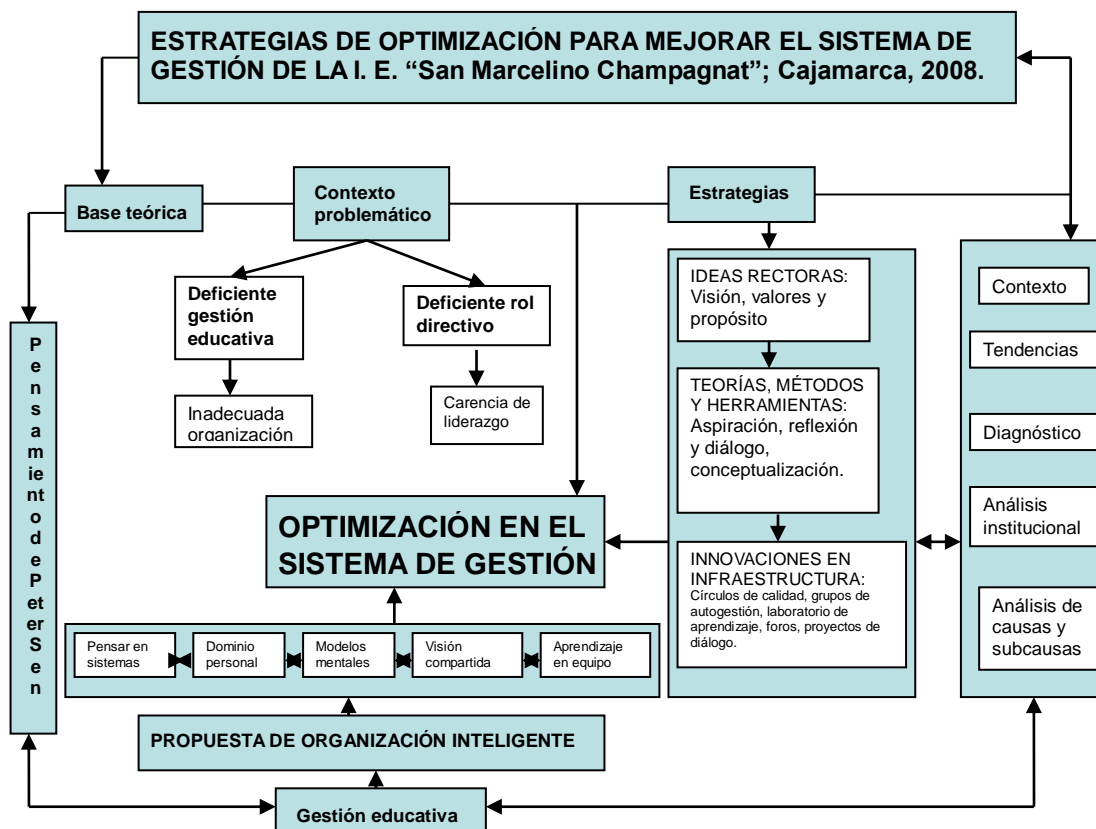 ESTRATEGIAS DE OPTIMIZACIÓN PARA MEJORAR EL SISTEMA DE
GESTIÓN DE LA I. E. “San Marcelino Champagnat”; Cajamarca, 2008.
Base teórica
Contexto
problemático
Estrategias
Deficiente
gestión
educativa
Deficiente rol
directivo
Inadecuada
organización
Carencia de
liderazgo
IDEAS RECTORAS:
Visión, valores y
propósito
TEORÍAS, MÉTODOS
Y HERRAMIENTAS:
Aspiración, reflexión
y diálogo,
conceptualización.
INNOVACIONES EN
INFRAESTRUCTURA:
Círculos de calidad, grupos de
autogestión, laboratorio de
aprendizaje, foros, proyectos de
diálogo.
Contexto
Tendencias
Diagnóstico
Análisis
institucional
Análisis de
causas y
subcausas
P
e
n
s
a
m
ie
nt
o
d
e
P
et
er
S
e
n
OPTIMIZACIÓN EN EL
SISTEMA DE GESTIÓN
Pensar en
sistemas
Dominio
personal
Modelos
mentales
Visión
compartida
Aprendizaje
en equipo
PROPUESTA DE ORGANIZACIÓN INTELIGENTE
Gestión educativa